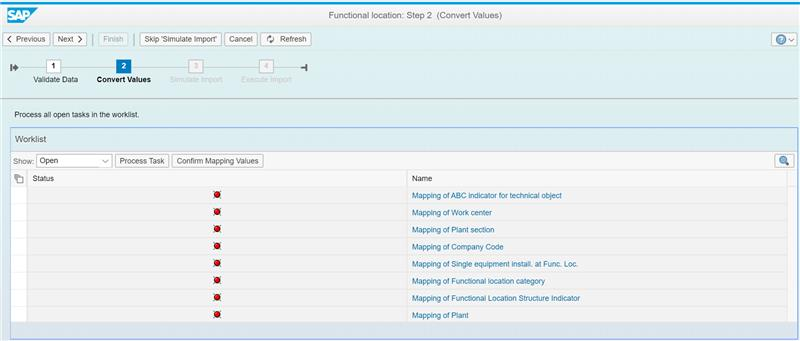 SAP
Functional location: Step 2 (Convert Values)
Previous Next Finish Skip 'Simulate Import' Cancel Refresh
1 2 3 4
Validate Data Convert Values Simulate Import Execute Import
Process all open tasks in the worklist.
Worklist
Show: Open Process Task Confirm Mapping Values
Status Name
Mapping of ABC indicator for technical object
Mapping of Work center
Mapping of Plant section
Mapping of Company Code
Mapping of Single equipment install. at Func. Loc.
Mapping of Functional location category
Mapping of Functional Location Structure Indicator
Mapping of Plant